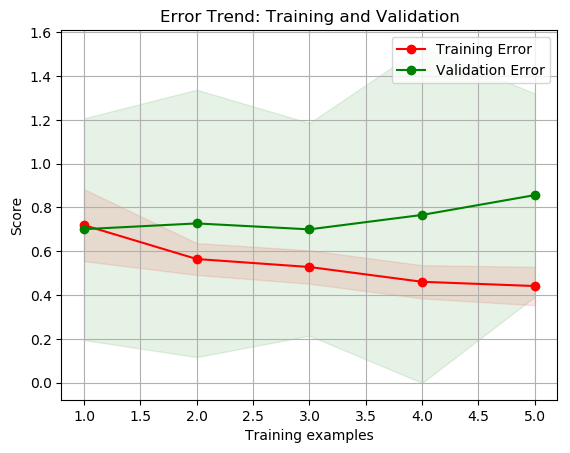 Error Trend: Training and Validation
1.6
1.4
1.2
1.0
0.8
0.6
0.4
0.2
0.0
Score
Training Error
Validation Error
1.0 1.5 2.0 2.5 3.0 3.5 4.0 4.5 5.0
Training examples